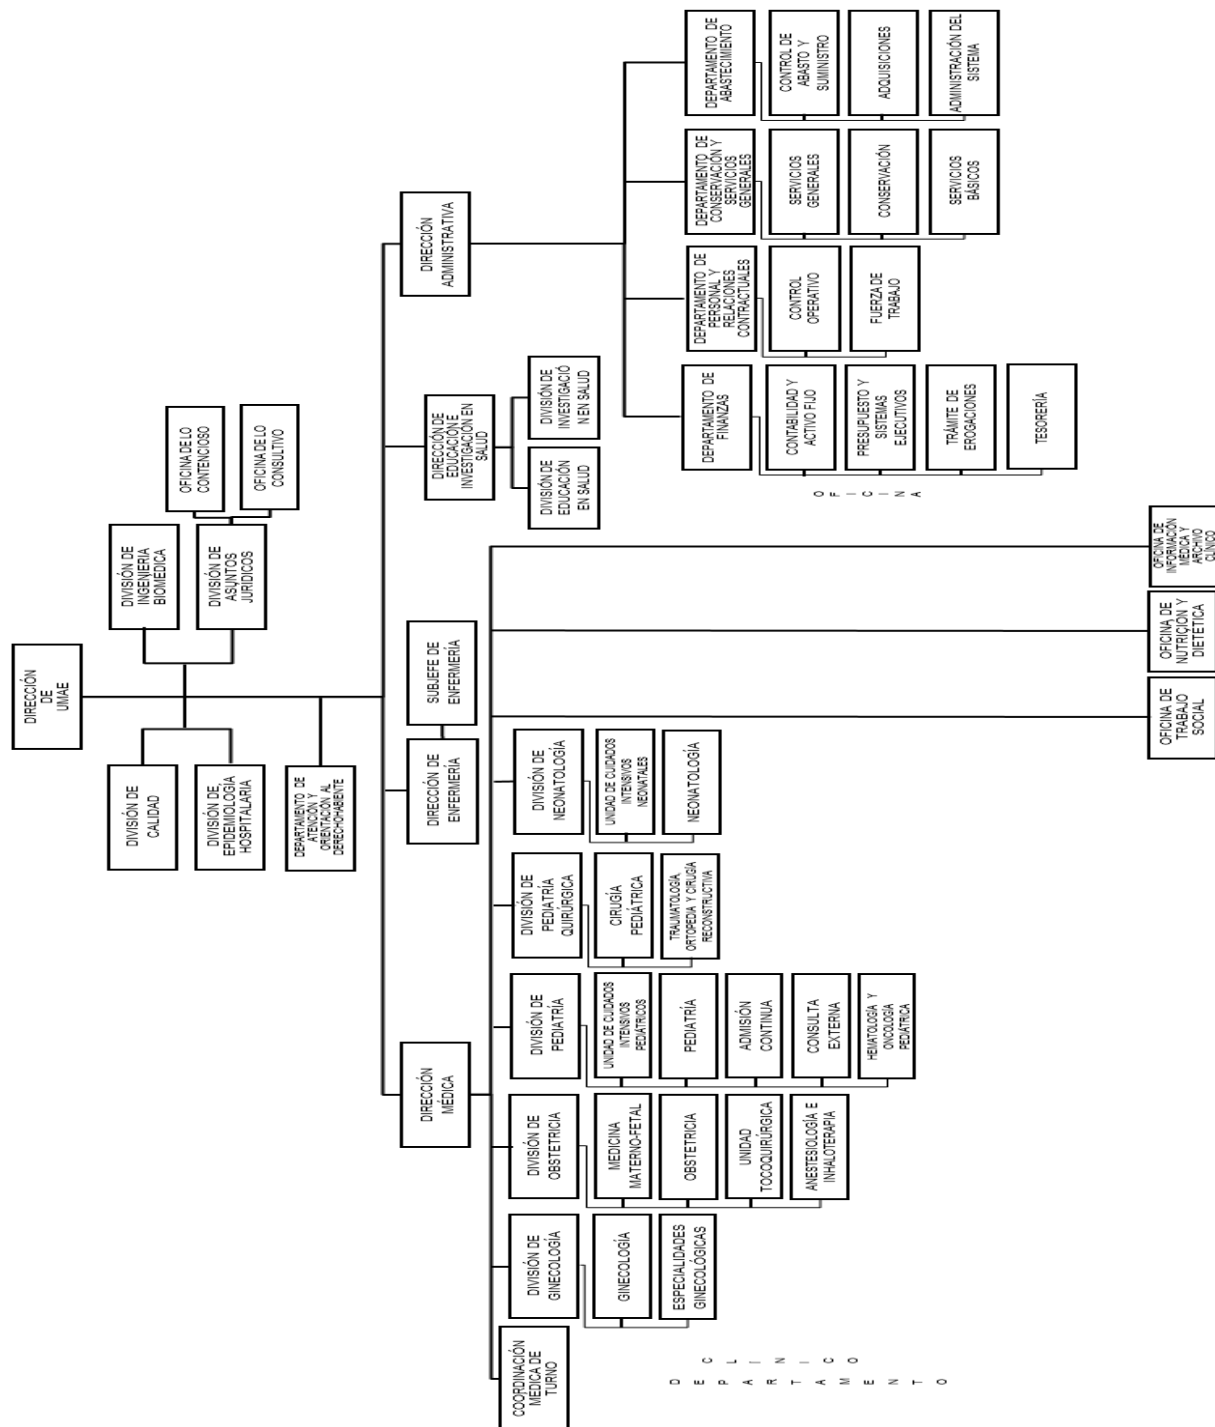 DIRECCIÓN
DE
UMAE
DIVISIÓN DE
CALIDAD
DIVISIÓN DE
EPIDEMIOLOGÍA
HOSPITALARIA
DEPARTAMENTO DE
ATENCIÓN Y
ORIENTACIÓN AL
DERECHOHABIENTE
DIVISIÓN DE
INGENIERIA
BIOMÉDICA
DIVISIÓN DE
ASUNTOS
JURÍDICOS
OFICINA DE LO
CONTENCIOSO
OFICINA DE LO
CONSULTIVO
DIRECCIÓN
MÉDICA
DIRECCIÓN DE
ENFERMERÍA
SUBJEFE DE
ENFERMERÍA
DIRECCIÓN DE
EDUCACIÓN E
INVESTIGACIÓN EN
SALUD
DIVISIÓN DE
EDUCACIÓN
EN SALUD
DIVISIÓN DE
INVESTIGACIÓ
N EN SALUD
DIRECCIÓN
ADMINISTRATIVA
COORDINACIÓN
MÉDICA DE
TURNO
DIVISIÓN DE
GINECOLOGÍA
GINECOLOGÍA
ESPECIALIDADES
GINECOLÓGICAS
DIVISIÓN DE
OBSTETRICIA
MEDICINA
MATERNO-FETAL
OBSTETRICIA
UNIDAD
TOCOQUIRÚRGICA
ANESTESIOLOGÍA E
INHALOTERAPIA
DIVISIÓN DE
PEDIATRÍA
UNIDAD DE CUIDADOS
INTENSIVOS
PEDIÁTRICOS
PEDIATRÍA
ADMISIÓN
CONTINUA
CONSULTA
EXTERNA
HEMATOLOGÍA Y
ONCOLOGÍA
PEDIÁTRICA
DIVISIÓN DE
PEDIATRÍA
QUIRÚRGICA
CIRUGÍA
PEDIÁTRICA
TRAUMATOLOGÍA
ORTOPEDIA Y CIRUGÍA
RECONSTRUCTIVA
DIVISIÓN DE
NEONATOLOGÍA
UNIDAD DE CUIDADOS
INTENSIVOS
NEONATALES
NEONATOLOGÍA
OFICINA DE
TRABAJO
SOCIAL
OFICINA DE
NUTRICIÓN Y
DIETÉTICA
OFICINA DE
INFORMACIÓN
MÉDICA Y
ARCHIVO
CLÍNICO
DEPARTAMENTO DE
FINANZAS
CONTABILIDAD Y
ACTIVO FIJO
PRESUPUESTO Y
SISTEMAS
EJECUTIVOS
TRÁMITE DE
EROGACIONES
TESORERÍA
DEPARTAMENTO DE
PERSONAL Y
RELACIONES
CONTRACTUALES
CONTROL
OPERATIVO
FUERZA DE
TRABAJO
DEPARTAMENTO DE
CONSERVACIÓN Y
SERVICIOS
GENERALES
SERVICIOS
GENERALES
CONSERVACIÓN
SERVICIOS
BÁSICOS
DEPARTAMENTO DE
ABASTECIMIENTO
CONTROL DE
ABASTO Y
SUMINISTRO
ADQUISICIONES
ADMINISTRACIÓN DEL
SISTEMA
DEPARTAMENTO
CLÍNICO
OFICINA